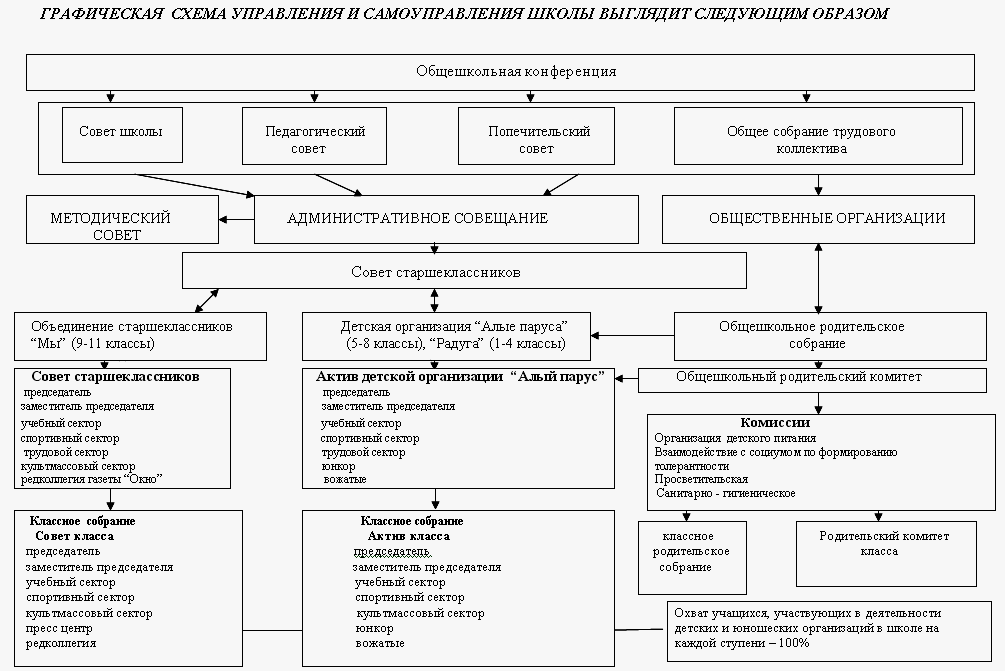 ГРАФИЧЕСКАЯ СХЕМА УПРАВЛЕНИЯ И САМОУПРАВЛЕНИЯ ШКОЛЫ ВЫГЛЯДИТ СЛЕДУЮЩИМ ОБРАЗОМ
Общешкольная конференция
Совет школы
Педагогический
совет
Попечительский
совет
Общее собрание трудового
коллектива
МЕТОДИЧЕСКИЙ
СОВЕТ
АДМИНИСТРАТИВНОЕ СОВЕЩАНИЕ
ОБЩЕСТВЕННЫЕ ОРГАНИЗАЦИИ
Совет старшеклассников
Объединение старшеклассников
“Мы” (9-11 классы)
Детская организация “Алые паруса”
(5-8 классы), “Радуга” (1-4 классы)
Общешкольное родительское
собрание
Совет старшеклассников
председатель
заместитель председателя
учебный сектор
спортивный сектор
трудовой сектор
культмассовый сектор
редколлегия газеты “Окно”
Актив детской организации “Алый парус”
председатель
заместитель председателя
учебный сектор
спортивный сектор
трудовой сектор
юнкор
вожатые
Общешкольный родительский комитет
Комиссии
Организация детского питания
Взаимодействие с социумом по формированию
толерантности
Просветительская
Санитарно - гигиеническое
Классное собрание
Совет класса
председатель
заместитель председателя
учебный сектор
спортивный сектор
культмассовый сектор
пресс центр
редколлегия
Классное собрание
Актив класса
председатель
заместитель председателя
учебный сектор
спортивный сектор
культмассовый сектор
юнкор
вожатые
классное
родительское
собрание
Родительский комитет
класса
Охват учащихся, участвующих в деятельности
детских и юношеских организаций в школе на
каждой ступени – 100%